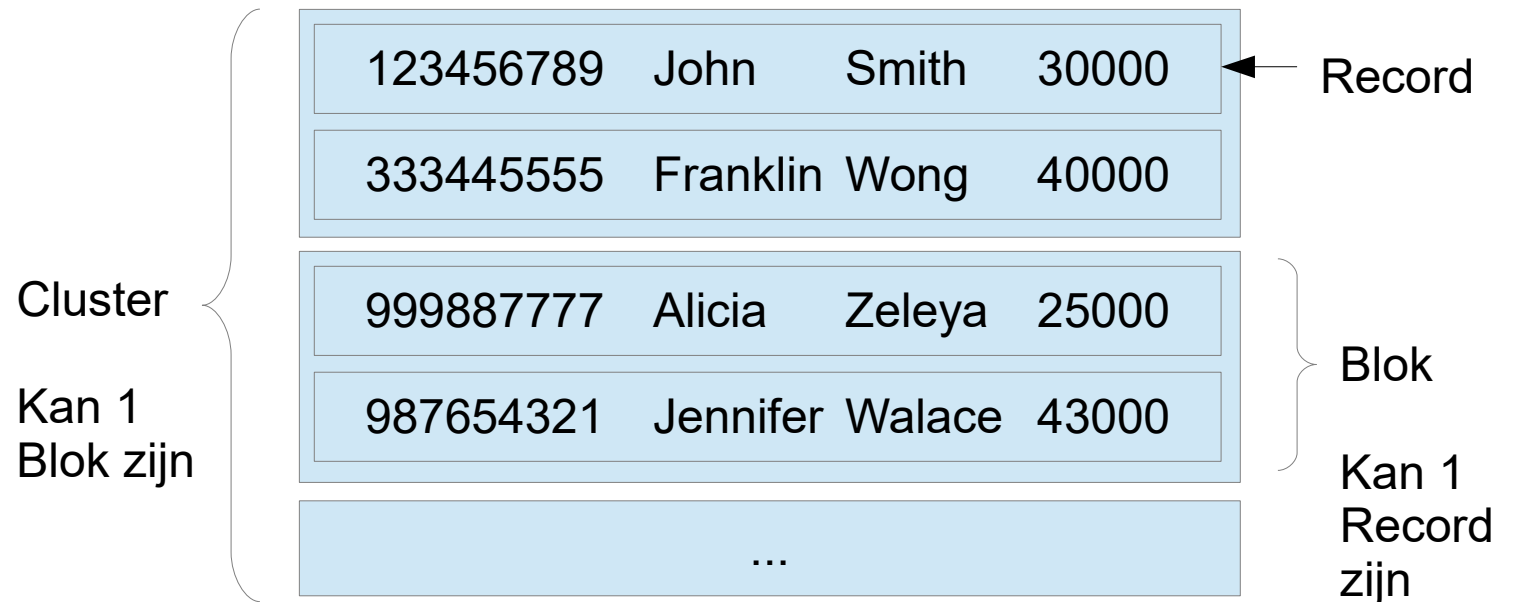 123456789 John Smith 30000
Record
333445555 Franklin Wong 40000
Cluster
999887777 Alicia Zeleya 25000
Blok
Kan 1
Blok zijn
987654321 Jennifer Walace 43000
Kan 1
Record
zijn
...